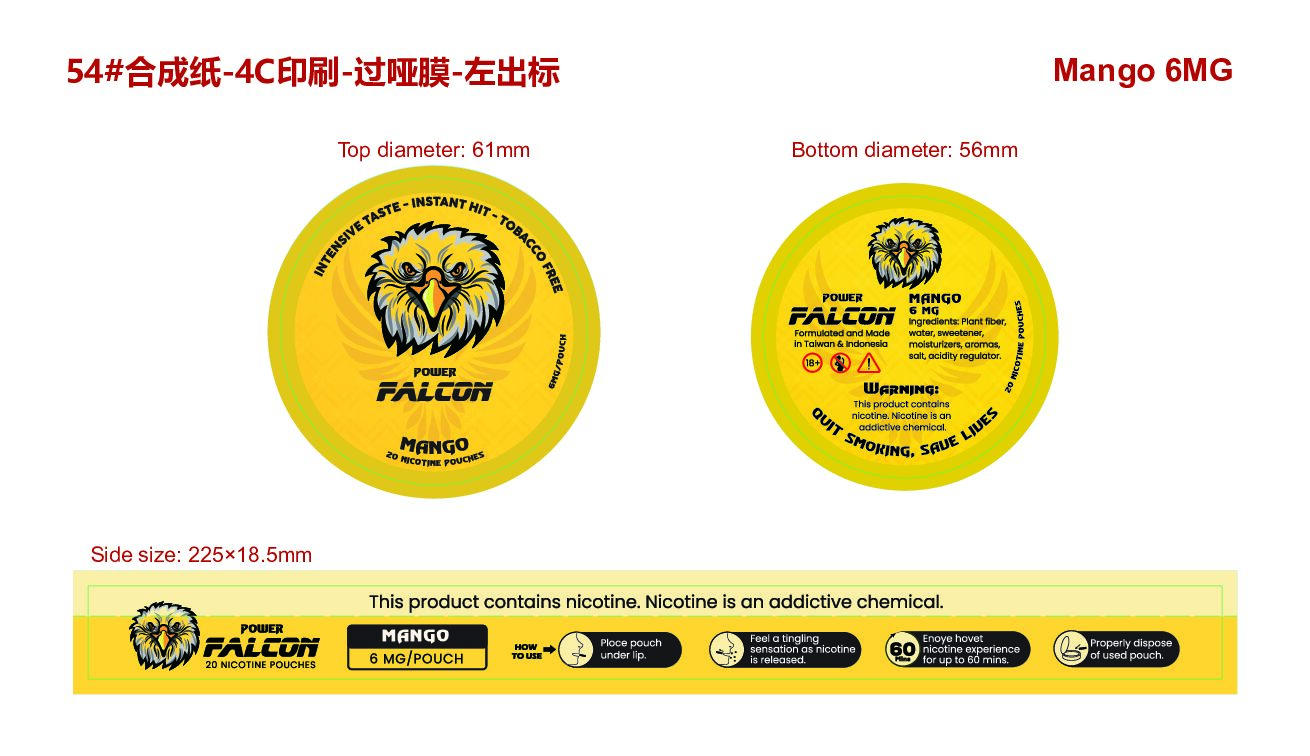 54#合成纸-4C印刷-过哑膜-左出标
Mango 6MG
Top diameter: 61mm
Bottom diameter: 56mm
INTENSIVE TASTE - INSTANT HIT - TOBACCO FREE
6MG/POUCH
POWER
FALCON
MANGO
20 NICOTINE POUCHES
POWER
FALCON
Formulated and Made
in Taiwan & Indonesia
18+
MANGO
6 MG
Ingredients: Plant fiber,
water, sweetener,
moisturizers, aromas,
salt, acidity regulator.
20 NICOTINE POUCHES
WARNING:
This product contains
nicotine. Nicotine is an
addictive chemical.
QUIT SMOKING, SAVE LIVES
Side size: 225×18.5mm
This product contains nicotine. Nicotine is an addictive chemical.
POWER
FALCON
20 NICOTINE POUCHES
MANGO
6 MG/POUCH
HOW
TO USE
Ploce pouch
under lip.
Feel a tingling
sensation as nicotine
is released.
60
Mins
Enoye hovet
nicotine experience
for up to 60 mins.
Properly dispose
of used pouch.